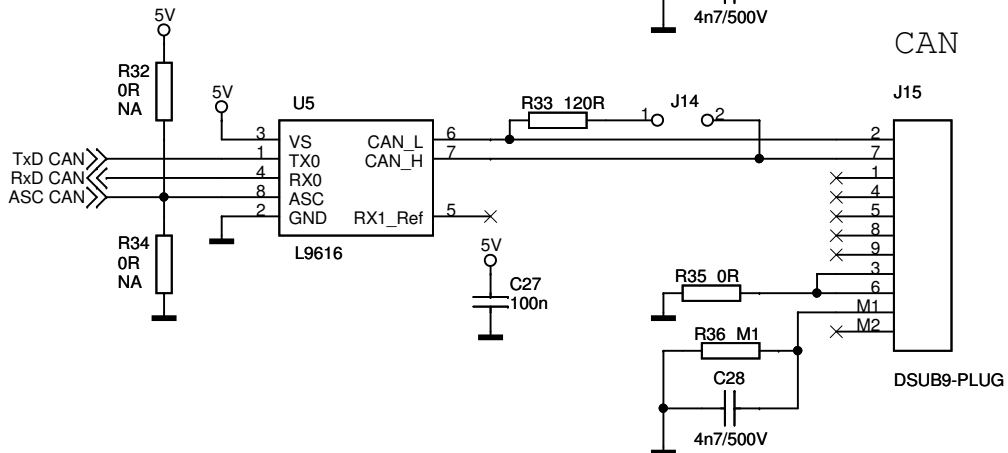 4n7/500V
CAN
5V
R32
0R
NA
5V
U5
R33 120R
J14
1
2
J15
3 VS
CAN_L 6
2
TxD CAN
1 TX0
CAN_H 7
7
RxD CAN
4 RX0
1
ASC CAN
8 ASC
4
2 GND
RX1_Ref 5
5
8
9
3
6
M1
M2
R34
0R
NA
L9616
5V
C27
100n
R35 0R
R36 M1
C28
4n7/500V
DSUB9-PLUG